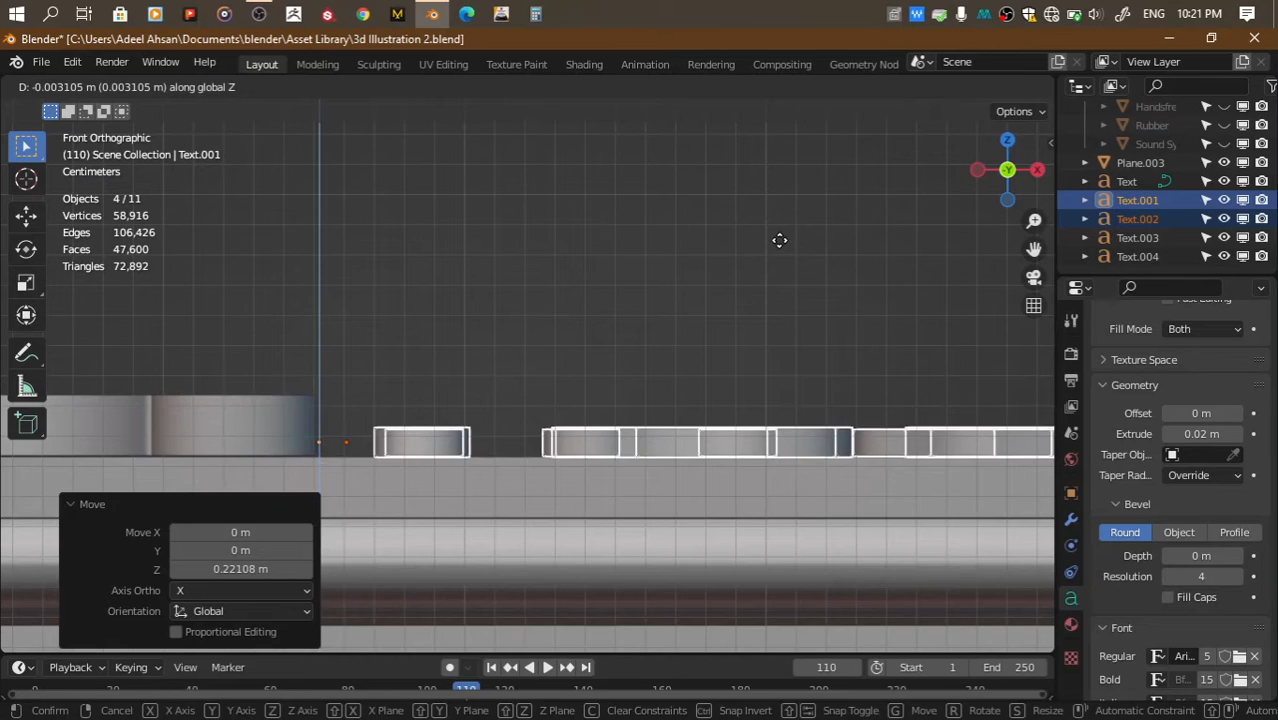 ENG 10:21 PM
Blender* [C:\Users\Adeel Ahsan\Documents\blender\Asset Library\3d Illustration 2.blend]
File Edit Render Window Help Layout Modeling Sculpting UV Editing Texture Paint Shading Animation Rendering Compositing Geometry Nod Scene View Layer
D: -0.003105 m (0.003105 m) along global Z
Options
Front Orthographic
(110) Scene Collection | Text.001
Centimeters
Objects 4 / 11
Vertices 58,916
Edges 106,426
Faces 47,600
Triangles 72,892
Z
X
-Y
Handsfre
Rubber
Sound Sy
Plane.003
Text
Text.001
Text.002
Text.003
Text.004
Fill Mode Both
Texture Space
Geometry
Offset 0 m
Extrude 0.02 m
Taper Obj..
Taper Rad.. Override
Bevel
Round Object Profile
Depth 0 m
Resolution 4
Fill Caps
Font
Regular Ari... 5
Bold Bf... 15
Move
Move X 0 m
Y 0 m
Z 0.22108 m
Axis Ortho X
Orientation Global
Proportional Editing
Playback Keying View Marker 110 Start 1 End 250
110
Confirm Cancel X X Axis Y Y Axis Z Z Axis X X Plane Y Y Plane Z Z Plane C Clear Constraints Ctrl Snap Invert Snap Toggle G Move R Rotate S Resize Automatic Constraint Autom